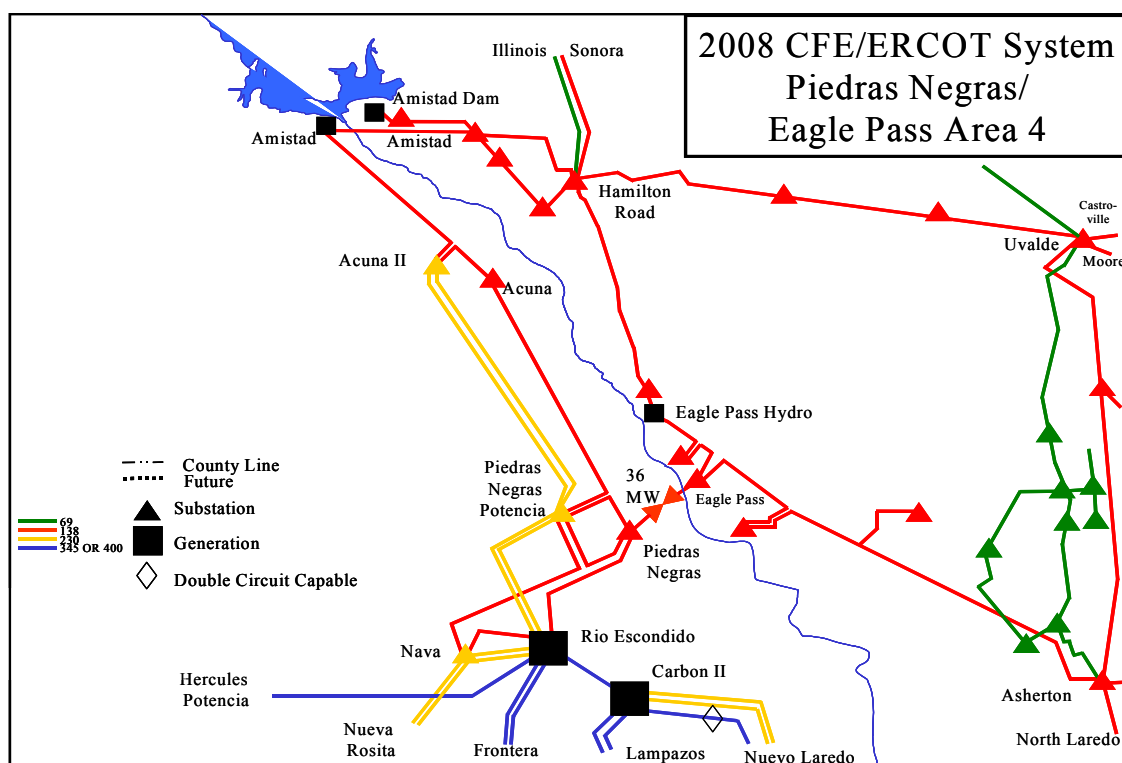 2008 CFE/ERCOT System
Piedras Negras/
Eagle Pass Area 4
Illinois
Sonora
Amistad Dam
Amistad
Amistad
Hamilton
Road
Castro-
ville
Uvalde
Moore
Acuna II
Acuna
Eagle Pass Hydro
Piedras
Negras
Potencia
36
MW
Eagle Pass
Piedras
Negras
County Line
Future
Substation
Generation
Double Circuit Capable
69
138
230
345 OR 400
Rio Escondido
Nava
Carbon II
Hercules
Potencia
Asherton
Nueva
Rosita
Frontera
Lampazos
Nuevo Laredo
North Laredo